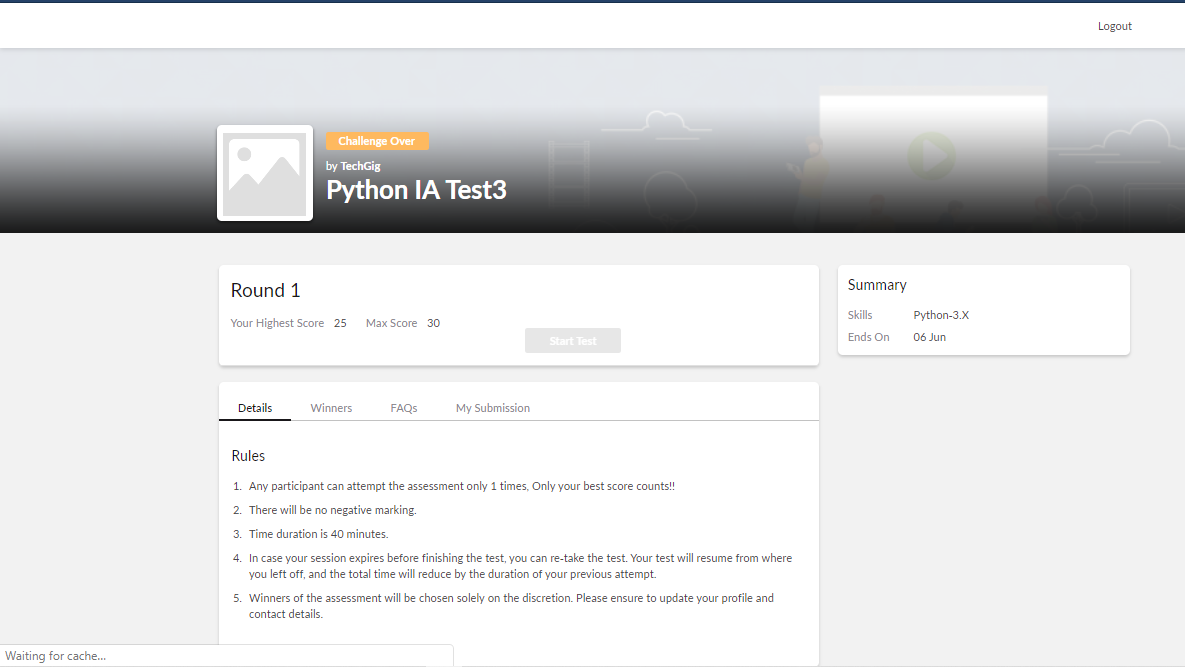 Logout
Challenge Over
by TechGig
Python IA Test3
Round 1
Your Highest Score 25 Max Score 30
Start Test
Summary
Skills Python-3.X
Ends On 06 Jun
Details Winners FAQs My Submission
Rules
1. Any participant can attempt the assessment only 1 times, Only your best score counts!!
2. There will be no negative marking.
3. Time duration is 40 minutes.
4. In case your session expires before finishing the test, you can re-take the test. Your test will resume from where
you left off, and the total time will reduce by the duration of your previous attempt.
5. Winners of the assessment will be chosen solely on the discretion. Please ensure to update your profile and
contact details.
Waiting for cache...